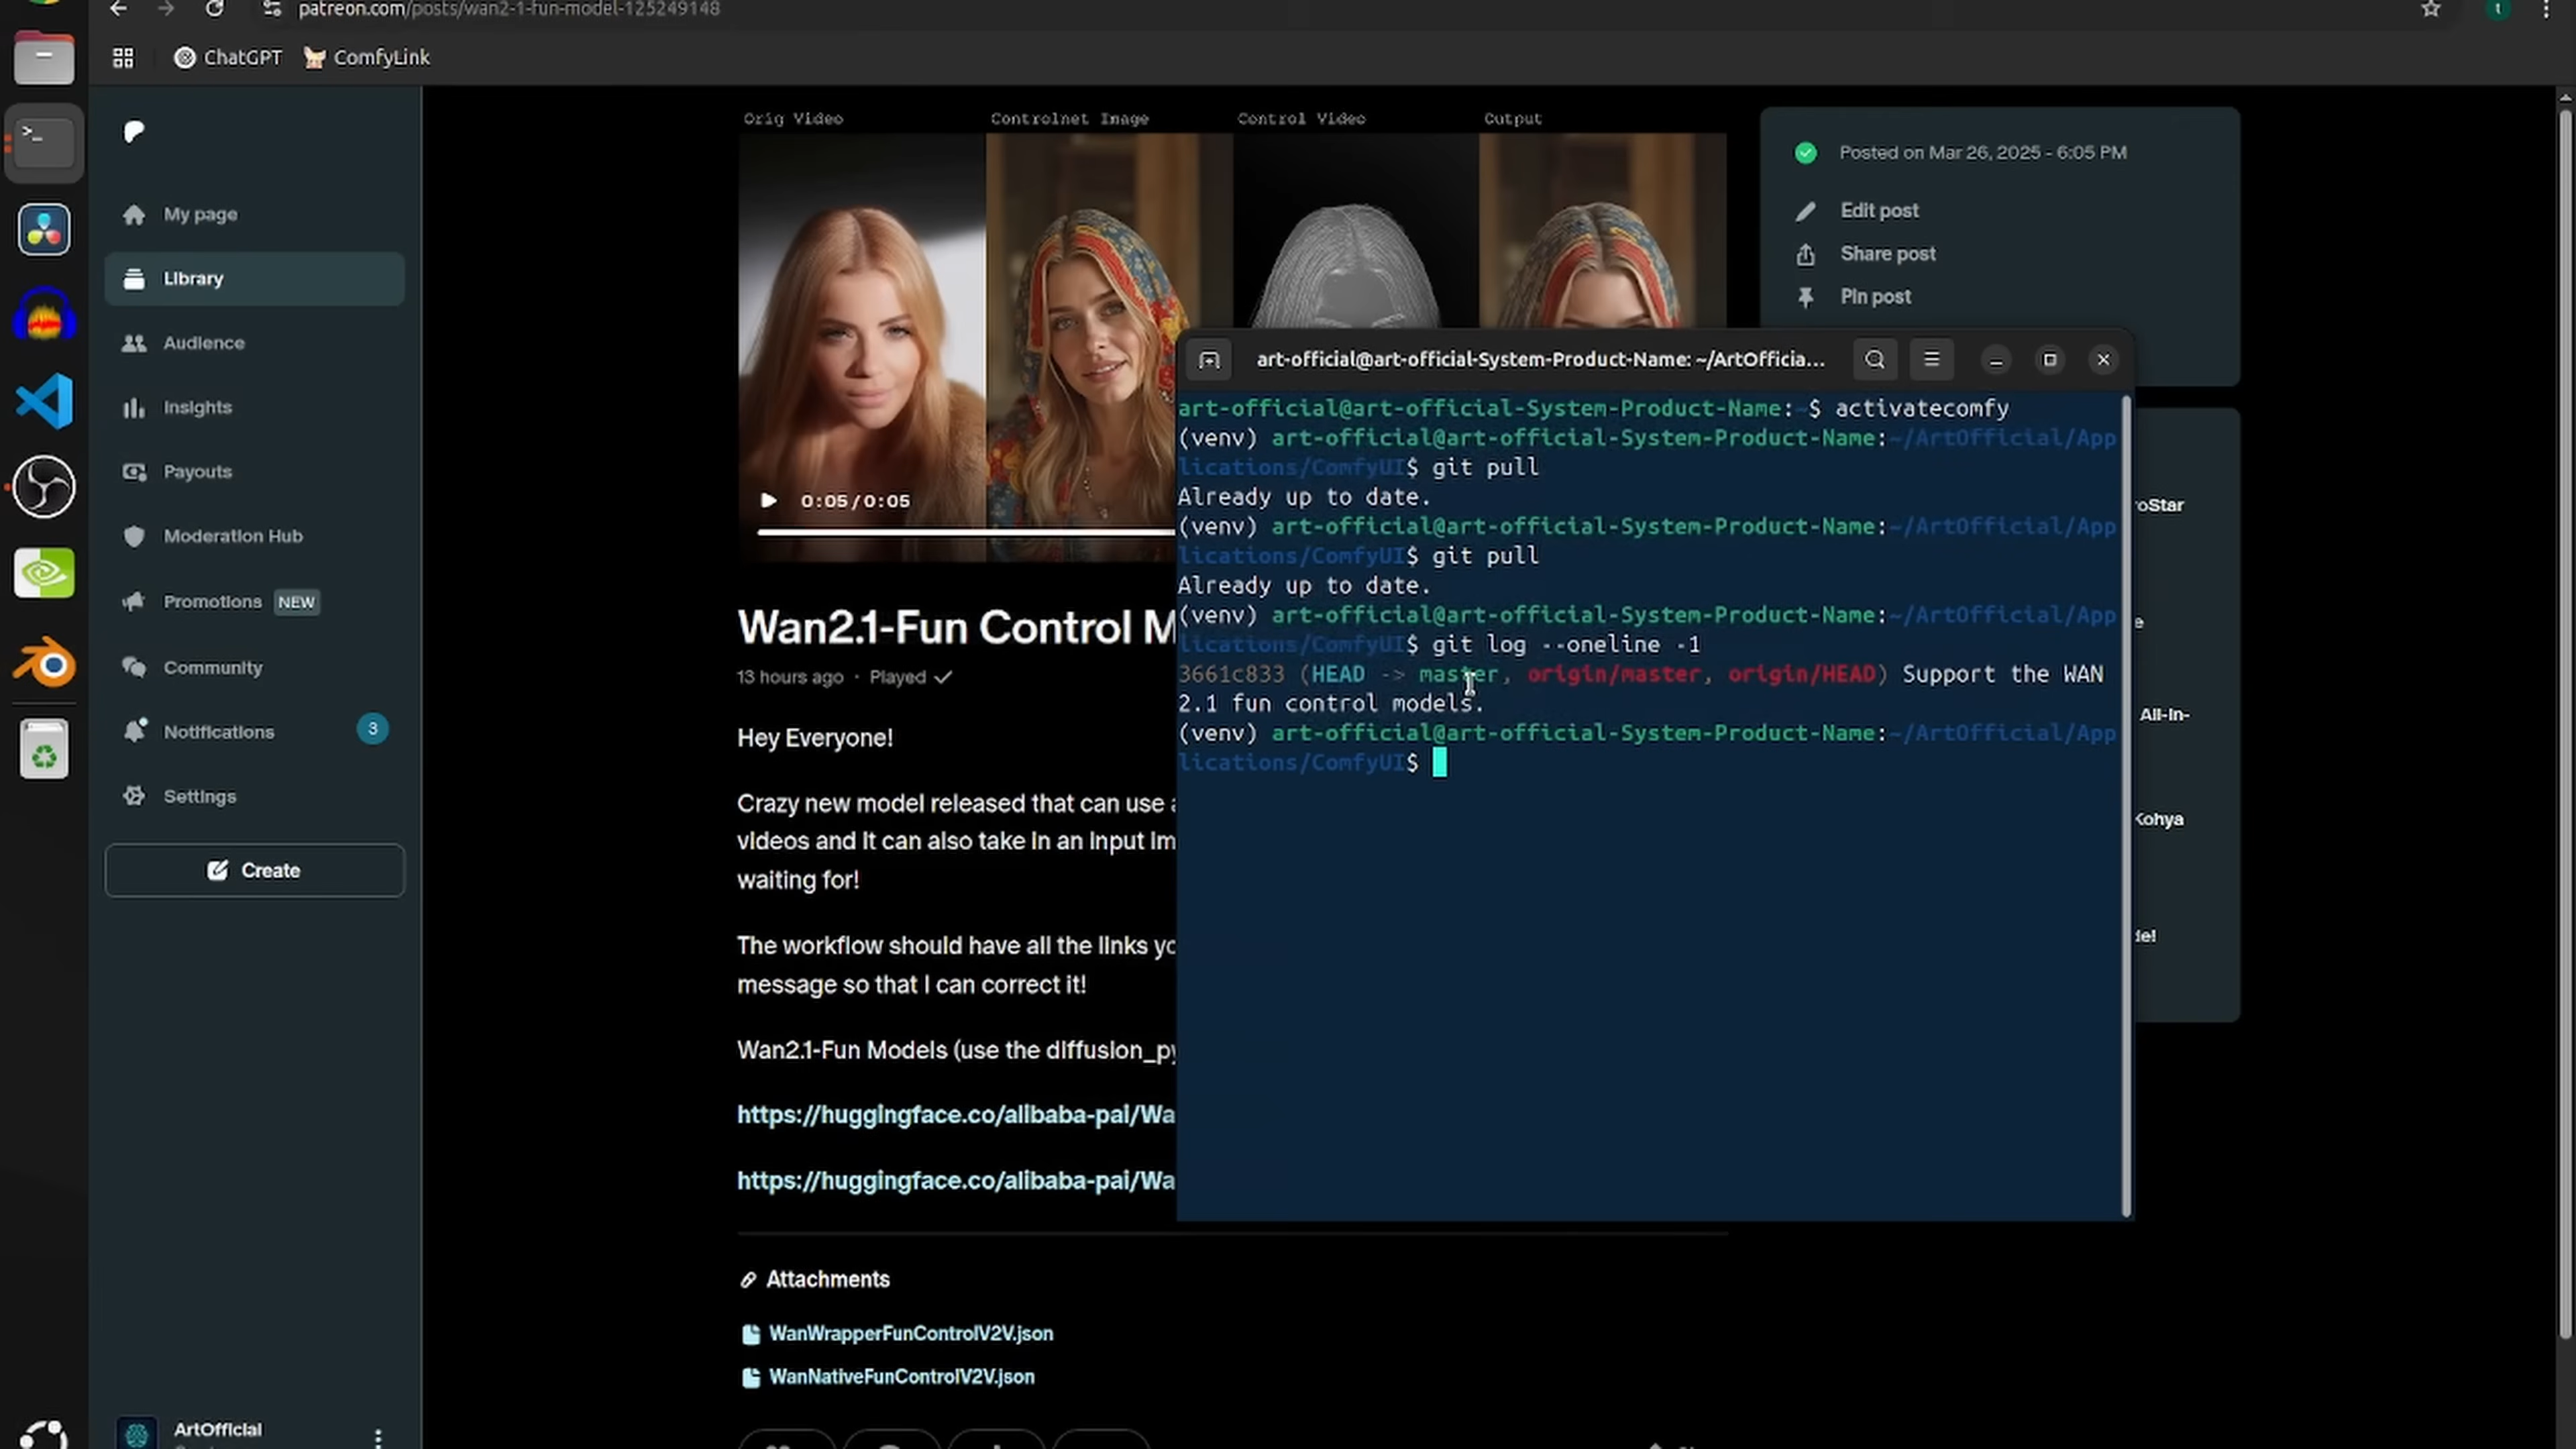 patreon.com/posts/wan2-1-fun-model-125249148
t
ChatGPT
ComfyLink
My page
Library
Audience
Insights
Payouts
Moderation Hub
Promotions NEW
Community
Notifications 3
Settings
Create
ArtOfficial
Orig Video
Controlnet Image
Control Video
Output
0:05 / 0:05
Wan2.1-Fun Control M
13 hours ago · Played
Hey Everyone!
Crazy new model released that can use
videos and it can also take in an input im
waiting for!
The workflow should have all the links yo
message so that I can correct it!
Wan2.1-Fun Models (use the diffusion_py
https://huggingface.co/alibaba-pai/Wa
https://huggingface.co/alibaba-pai/Wa
Attachments
WanWrapperFunControlV2V.json
WanNativeFunControlV2V.json
Posted on Mar 26, 2025 - 6:05 PM
Edit post
Share post
Pin post
art-official@art-official-System-Product-Name: ~/ArtOfficia...
art-official@art-official-System-Product-Name:~$ activatecomfy
(venv) art-official@art-official-System-Product-Name:~/ArtOfficial/App
lications/ComfyUI$ git pull
Already up to date.
(venv) art-official@art-official-System-Product-Name:~/ArtOfficial/App
lications/ComfyUI$ git pull
Already up to date.
(venv) art-official@art-official-System-Product-Name:~/ArtOfficial/App
lications/ComfyUI$ git log --oneline -1
3661c833 (HEAD -> master, origin/master, origin/HEAD) Support the WAN
2.1 fun control models.
(venv) art-official@art-official-System-Product-Name:~/ArtOfficial/App
lications/ComfyUI$
roStar
e
All-in-
Kohya